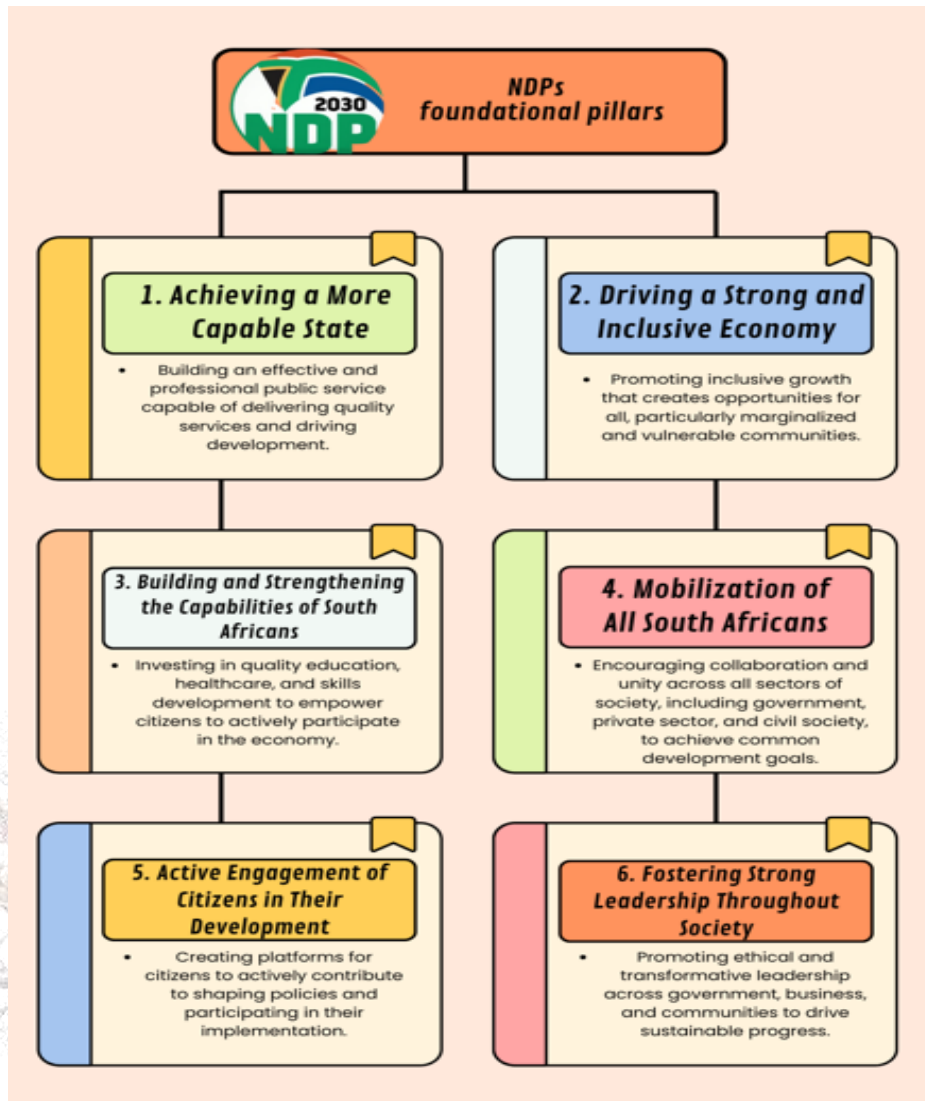 2030
NDP
NDPs
foundational pillars
1. Achieving a More
Capable State
• Building an effective and
professional public service
capable of delivering quality
services and driving
development.
2. Driving a Strong and
Inclusive Economy
• Promoting inclusive growth
that creates opportunities for
all, particularly marginalized
and vulnerable communities.
3. Building and Strengthening
the Capabilities of South
Africans
• Investing in quality education,
healthcare, and skills
development to empower
citizens to actively participate
in the economy.
4. Mobilization of
All South Africans
• Encouraging collaboration and
unity across all sectors of
society, including government,
private sector, and civil society,
to achieve common
development goals.
5. Active Engagement of
Citizens in Their
Development
• Creating platforms for
citizens to actively contribute
to shaping policies and
participating in their
implementation.
6. Fostering Strong
Leadership Throughout
Society
• Promoting ethical and
transformative leadership
across government, business,
and communities to drive
sustainable progress.